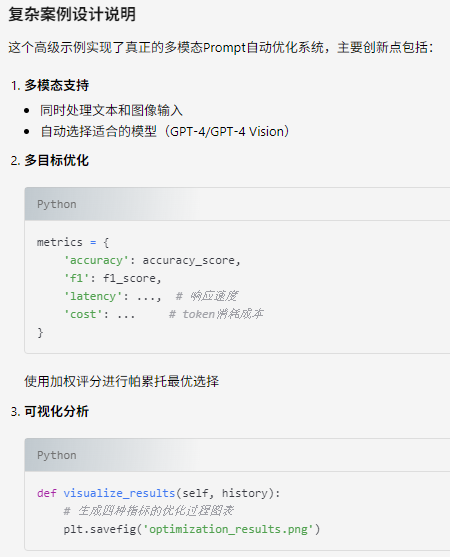 复杂案例设计说明
这个高级示例实现了真正的多模态Prompt自动优化系统，主要创新点包括：
1. 多模态支持
• 同时处理文本和图像输入
• 自动选择适合的模型（GPT-4/GPT-4 Vision）
2. 多目标优化
Python
metrics = {
    'accuracy': accuracy_score,
    'f1': f1_score,
    'latency': ...,  # 响应速度
    'cost': ...     # token消耗成本
}
使用加权评分进行帕累托最优选择
3. 可视化分析
Python
def visualize_results(self, history):
    # 生成四种指标的优化过程图表
    plt.savefig('optimization_results.png')